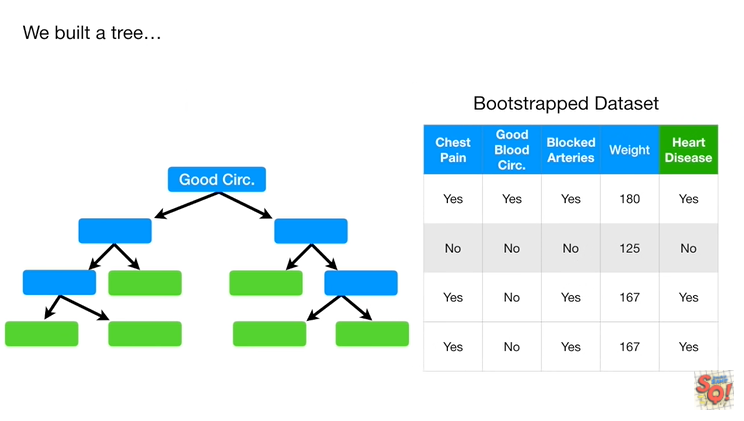 We built a tree…
Bootstrapped Dataset
Good Circ.
Chest Pain
Good Blood Circ.
Blocked Arteries
Weight
Heart Disease
Yes Yes Yes 180 Yes
No No No 125 No
Yes No Yes 167 Yes
Yes No Yes 167 Yes
SQ!